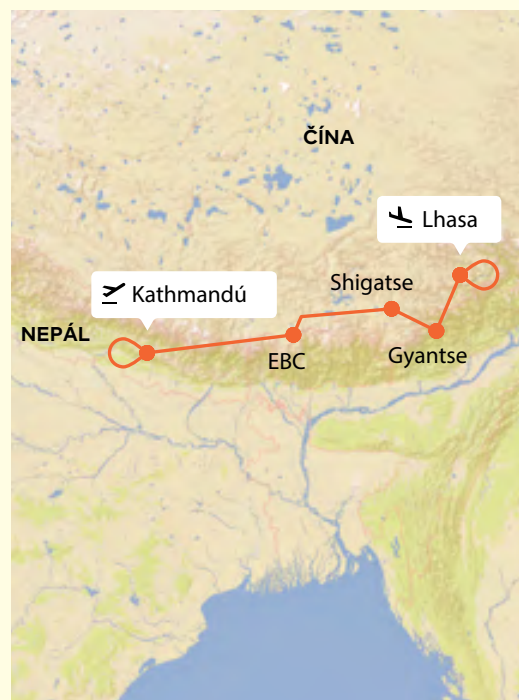 ČÍNA
Lhasa
Shigatse
Kathmandú
NEPÁL
EBC
Gyantse